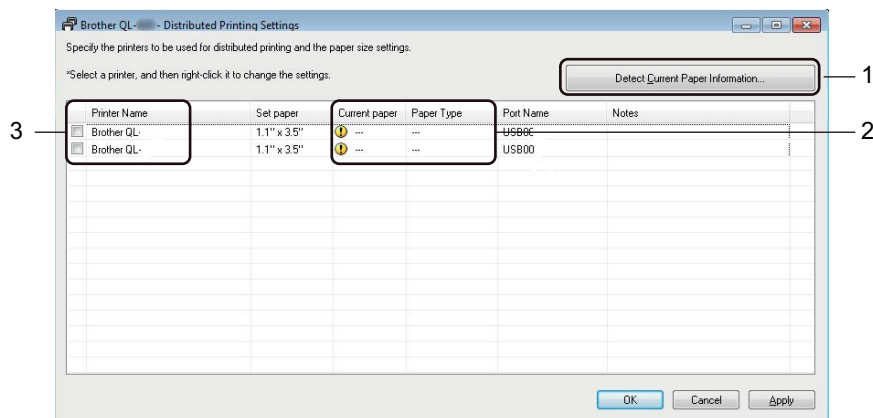 Brother QL- - Distributed Printing Settings
Specify the printers to be used for distributed printing and the paper size settings.
*Select a printer, and then right-click it to change the settings.
Detect Current Paper Information...
1
Printer Name Set paper Current paper Paper Type Port Name Notes
3
Brother QL- 1.1" x 3.5" --- --- USB00
2
Brother QL- 1.1" x 3.5" --- --- USB00
OK Cancel Apply